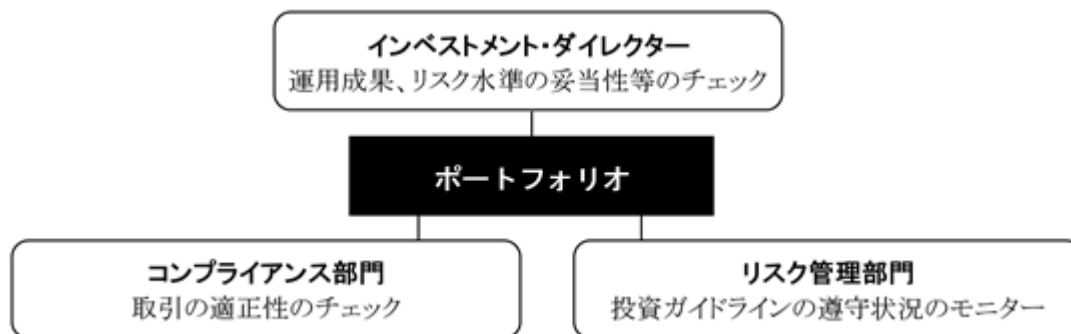 インベストメント・ダイレクター
運用成果、リスク水準の妥当性等のチェック
ポートフォリオ
コンプライアンス部門
取引の適正性のチェック
リスク管理部門
投資ガイドラインの遵守状況のモニター